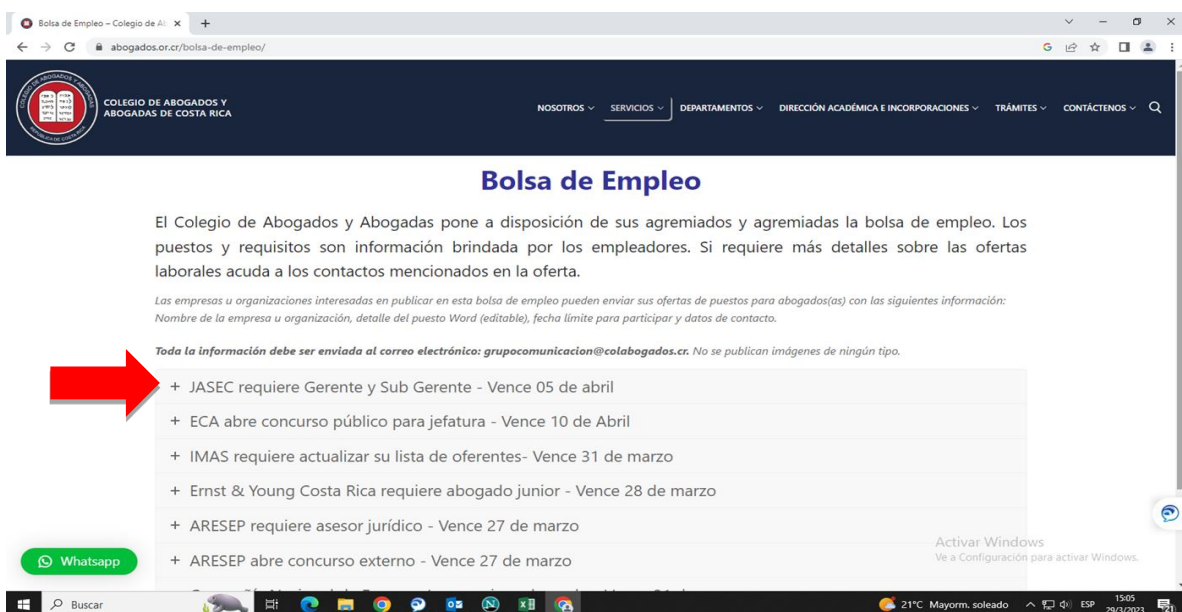 Bolsa de Empleo – Colegio de Ab
abogados.or.cr/bolsa-de-empleo/
COLEGIO DE ABOGADOS Y
ABOGADAS DE COSTA RICA
NOSOTROS SERVICIOS DEPARTAMENTOS DIRECCIÓN ACADÉMICA E INCORPORACIONES TRÁMITES CONTÁCTENOS
Bolsa de Empleo
El Colegio de Abogados y Abogadas pone a disposición de sus agremiados y agremiadas la bolsa de empleo. Los
puestos y requisitos son información brindada por los empleadores. Si requiere más detalles sobre las ofertas
laborales acuda a los contactos mencionados en la oferta.
Las empresas u organizaciones interesadas en publicar en esta bolsa de empleo pueden enviar sus ofertas de puestos para abogados(as) con las siguientes información:
Nombre de la empresa u organización, detalle del puesto Word (editable), fecha límite para participar y datos de contacto.
Toda la información debe ser enviada al correo electrónico: grupocomunicacion@colabogados.cr. No se publican imágenes de ningún tipo.
+ JASEC requiere Gerente y Sub Gerente - Vence 05 de abril
+ ECA abre concurso público para jefatura - Vence 10 de Abril
+ IMAS requiere actualizar su lista de oferentes- Vence 31 de marzo
+ Ernst & Young Costa Rica requiere abogado junior - Vence 28 de marzo
+ ARESEP requiere asesor jurídico - Vence 27 de marzo
+ ARESEP abre concurso externo - Vence 27 de marzo
Whatsapp
Activar Windows
Ve a Configuración para activar Windows.
Buscar
21°C Mayorm. soleado
ESP
15:05
29/3/2023